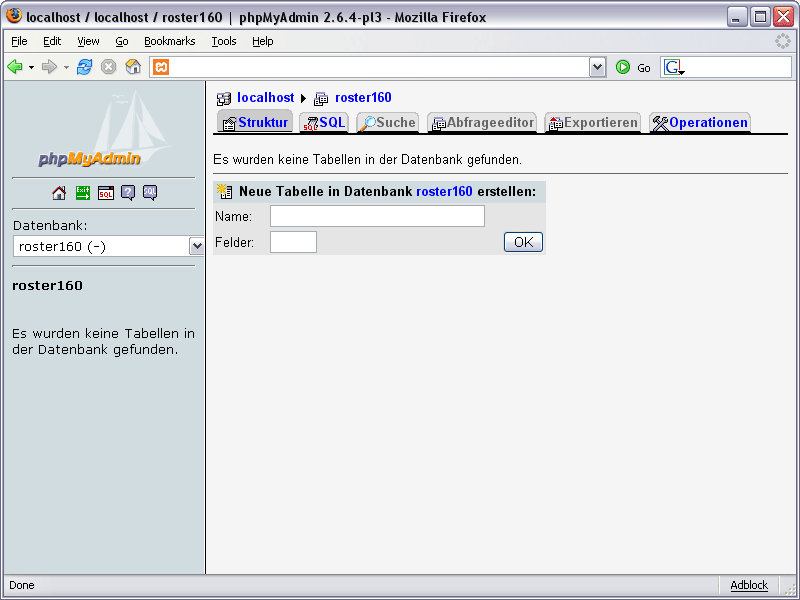 localhost / localhost / roster160 | phpMyAdmin 2.6.4-pl3 - Mozilla Firefox
File Edit View Go Bookmarks Tools Help
Go G
phpMyAdmin
Exit SQL ? SQL
Datenbank:
roster160 (-)
roster160
Es wurden keine Tabellen in
der Datenbank gefunden.
localhost roster160
Struktur SQL Suche Abfrageeditor Exportieren Operationen
Es wurden keine Tabellen in der Datenbank gefunden.
Neue Tabelle in Datenbank roster160 erstellen:
Name:
Felder: OK
Done Adblock